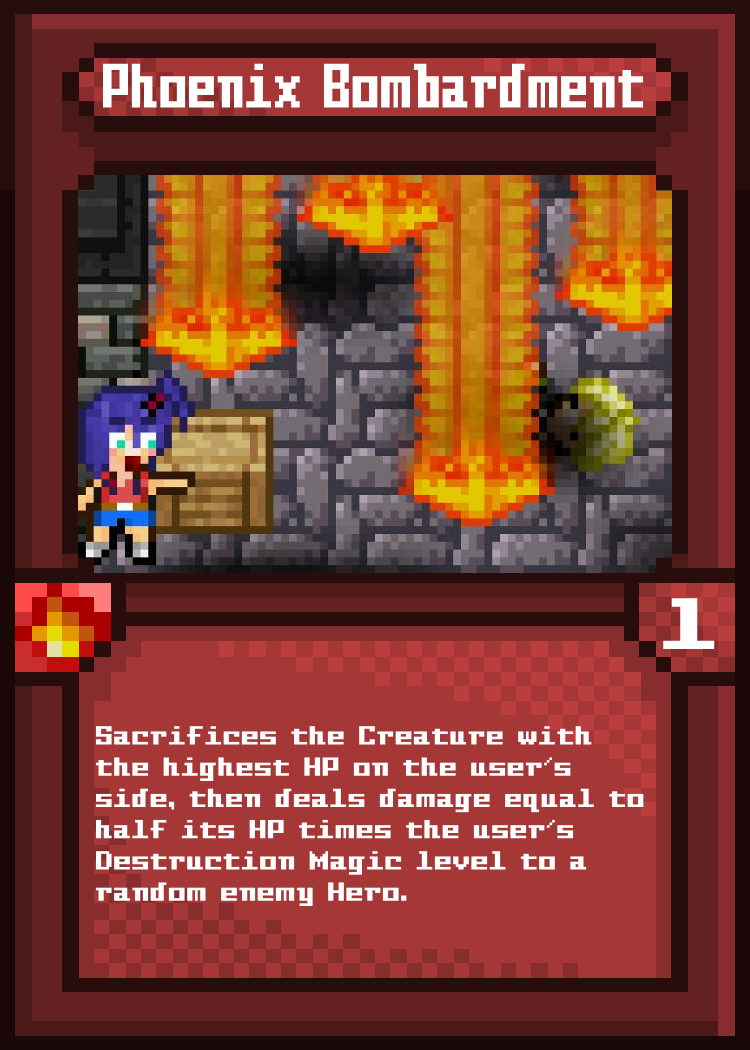 Phoenix Bombardment
1
Sacrifices the Creature with
the highest HP on the user's
side, then deals damage equal to
half its HP times the user's
Destruction Magic level to a
random enemy Hero.